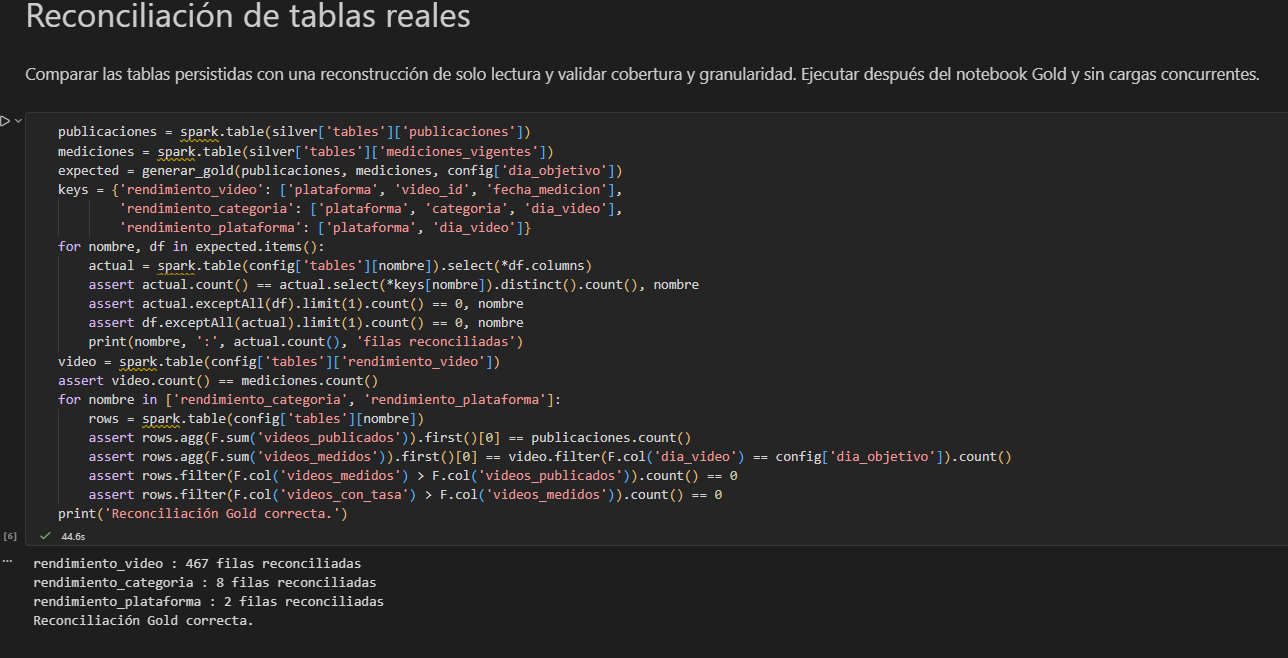 Reconciliación de tablas reales
Comparar las tablas persistidas con una reconstrucción de solo lectura y validar cobertura y granularidad. Ejecutar después del notebook Gold y sin cargas concurrentes.
publicaciones = spark.table(silver['tables']['publicaciones'])
mediciones = spark.table(silver['tables']['mediciones_vigentes'])
expected = generar_gold(publicaciones, mediciones, config['dia_objetivo'])
keys = {'rendimiento_video': ['plataforma', 'video_id', 'fecha_medicion'],
        'rendimiento_categoria': ['plataforma', 'categoria', 'dia_video'],
        'rendimiento_plataforma': ['plataforma', 'dia_video']}
for nombre, df in expected.items():
    actual = spark.table(config['tables'][nombre]).select(*df.columns)
    assert actual.count() == actual.select(*keys[nombre]).distinct().count(), nombre
    assert actual.exceptAll(df).limit(1).count() == 0, nombre
    assert df.exceptAll(actual).limit(1).count() == 0, nombre
    print(nombre, ':', actual.count(), 'filas reconciliadas')
video = spark.table(config['tables']['rendimiento_video'])
assert video.count() == mediciones.count()
for nombre in ['rendimiento_categoria', 'rendimiento_plataforma']:
    rows = spark.table(config['tables'][nombre])
    assert rows.agg(F.sum('videos_publicados')).first()[0] == publicaciones.count()
    assert rows.agg(F.sum('videos_medidos')).first()[0] == video.filter(F.col('dia_video') == config['dia_objetivo']).count()
    assert rows.filter(F.col('videos_medidos') > F.col('videos_publicados')).count() == 0
    assert rows.filter(F.col('videos_con_tasa') > F.col('videos_medidos')).count() == 0
print('Reconciliación Gold correcta.')
[6] 44.6s
rendimiento_video : 467 filas reconciliadas
rendimiento_categoria : 8 filas reconciliadas
rendimiento_plataforma : 2 filas reconciliadas
Reconciliación Gold correcta.